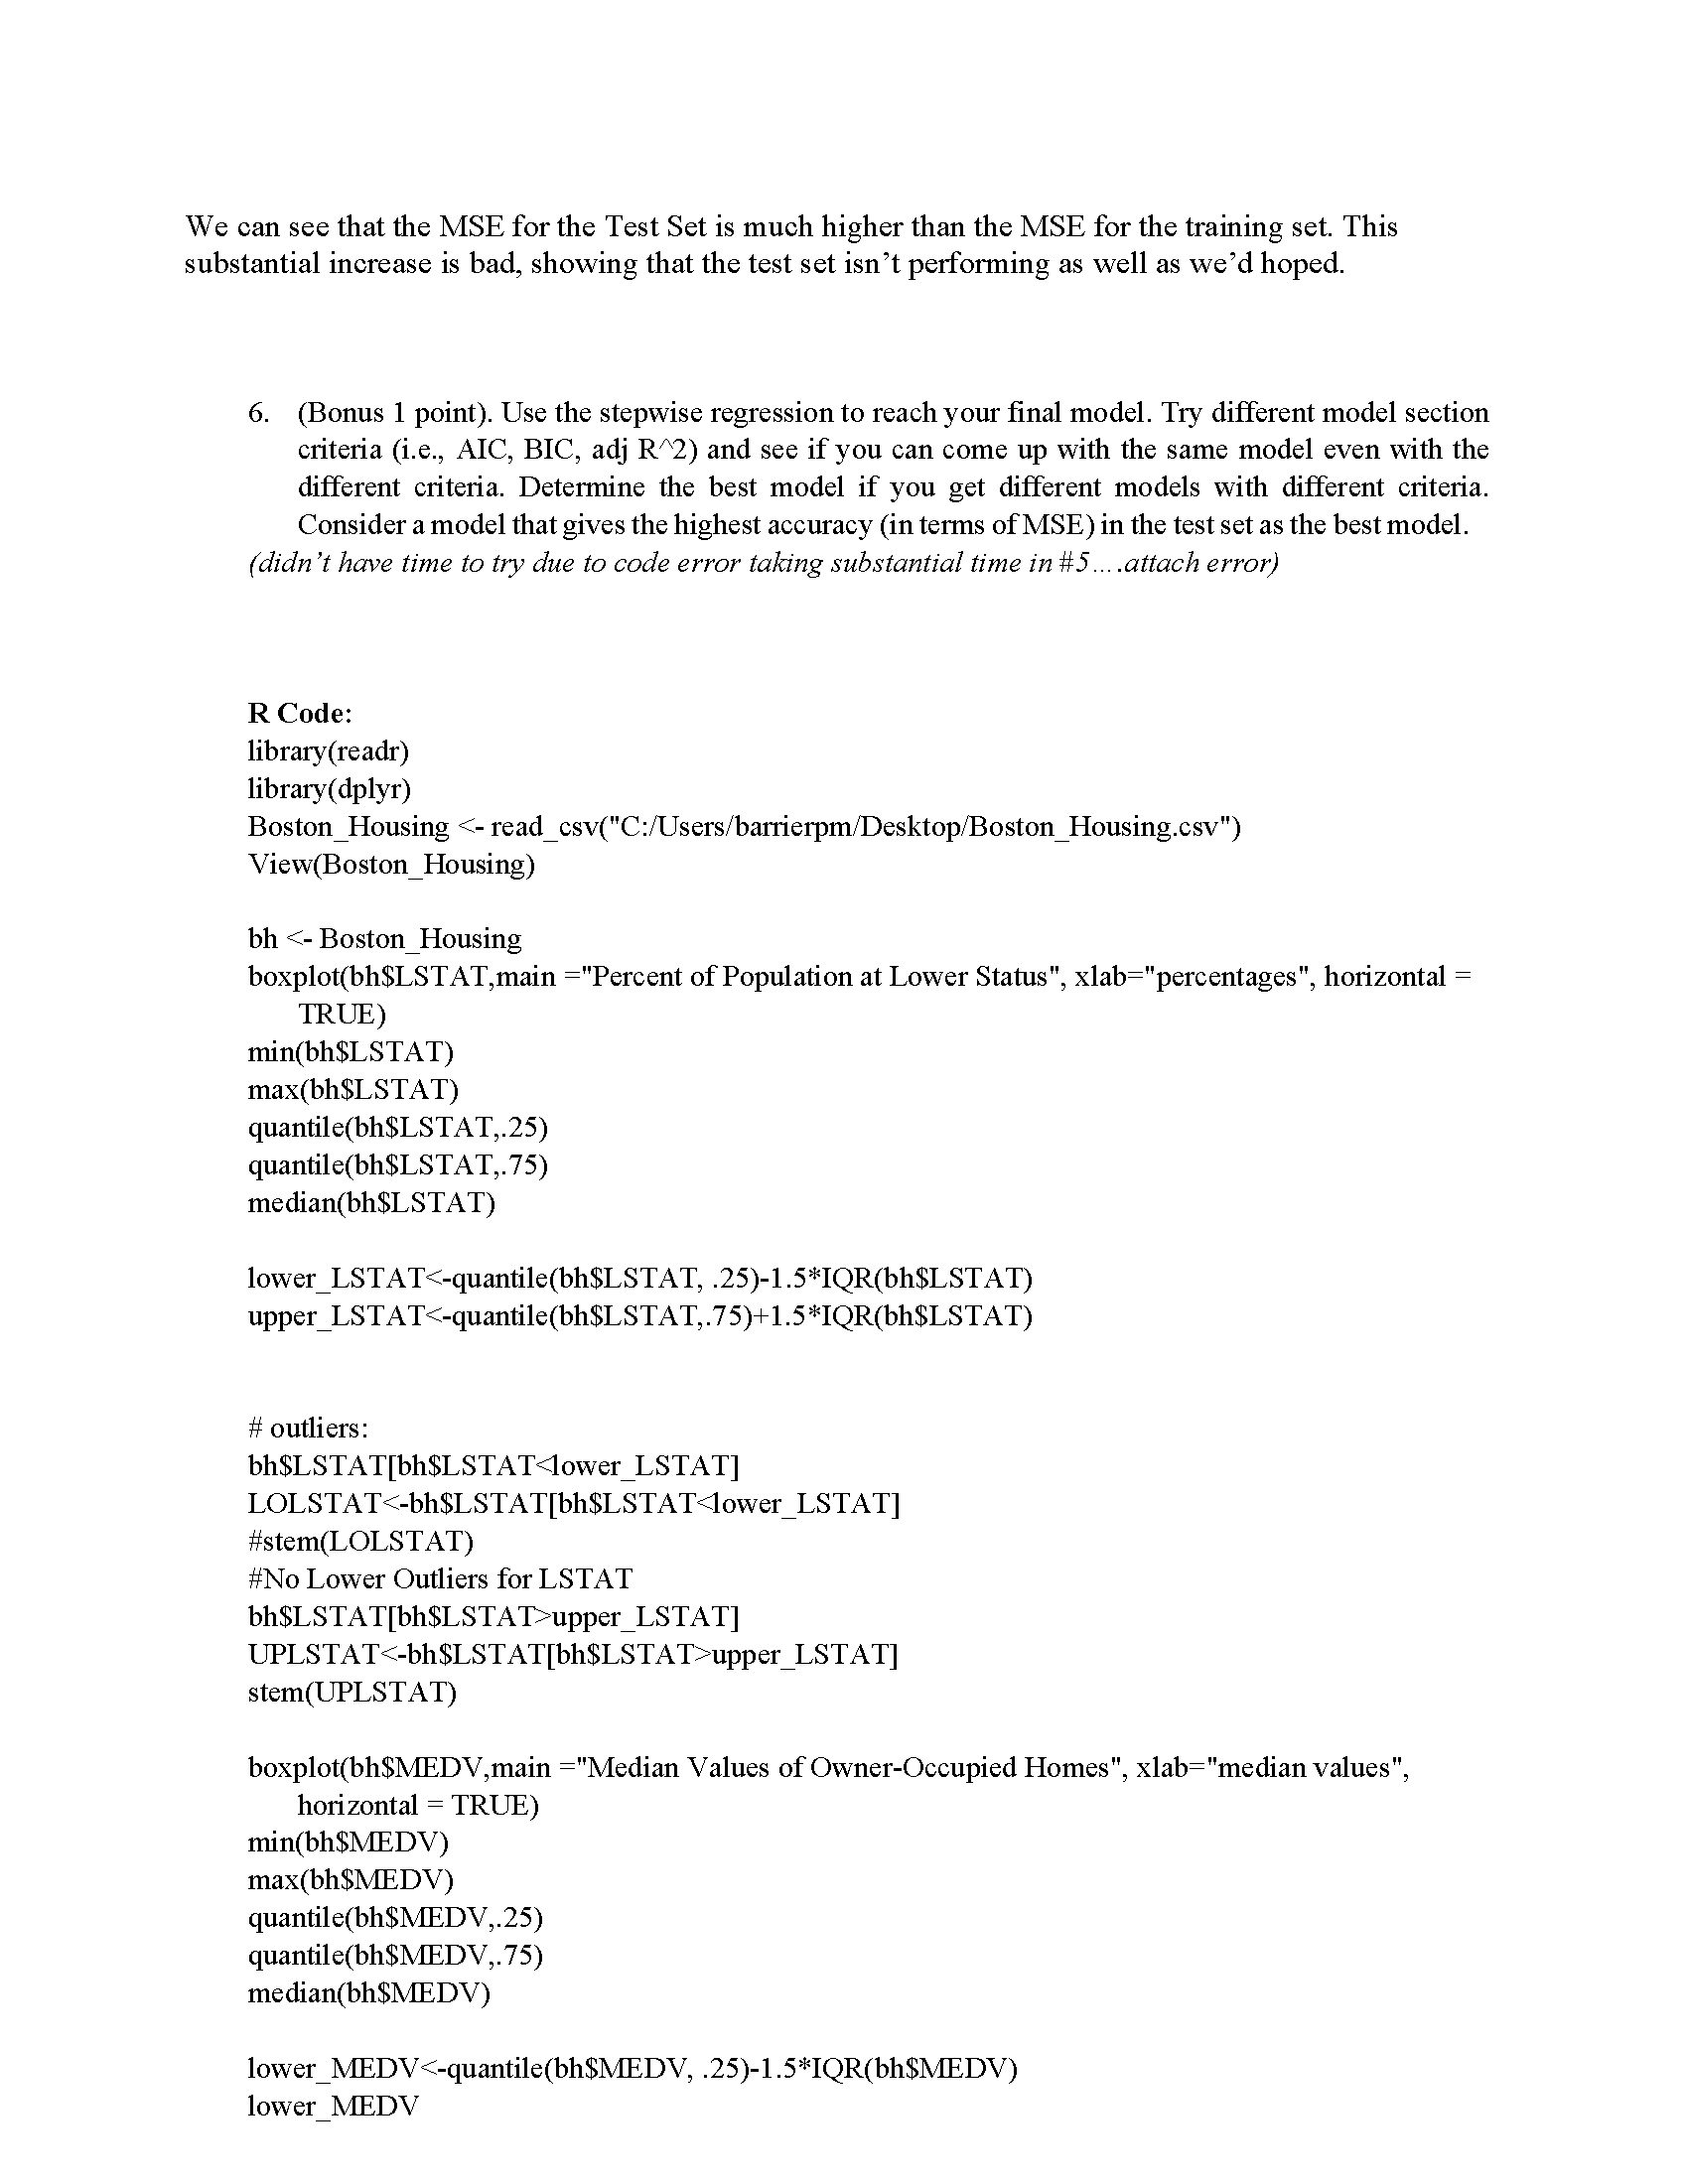 We can see that the MSE for the Test Set is much higher than the MSE for the training set. This
substantial increase is bad, showing that the test set isn’t performing as well as we’d hoped.
6. (Bonus 1 point). Use the stepwise regression to reach your final model. Try different model section
criteria (i.e., AIC, BIC, adj R^2) and see if you can come up with the same model even with the
different criteria. Determine the best model if you get different models with different criteria.
Consider a model that gives the highest accuracy (in terms of MSE) in the test set as the best model.
(didn’t have time to try due to code error taking substantial time in #5….attach error)
R Code:
library(readr)
library(dplyr)
Boston_Housing <- read_csv("C:/Users/barrierpm/Desktop/Boston_Housing.csv")
View(Boston_Housing)
bh <- Boston_Housing
boxplot(bh$LSTAT,main ="Percent of Population at Lower Status", xlab="percentages", horizontal =
TRUE)
min(bh$LSTAT)
max(bh$LSTAT)
quantile(bh$LSTAT,.25)
quantile(bh$LSTAT,.75)
median(bh$LSTAT)
lower_LSTAT<-quantile(bh$LSTAT, .25)-1.5*IQR(bh$LSTAT)
upper_LSTAT<-quantile(bh$LSTAT,.75)+1.5*IQR(bh$LSTAT)
# outliers:
bh$LSTAT[bh$LSTAT<lower_LSTAT]
LOLSTAT<-bh$LSTAT[bh$LSTAT<lower_LSTAT]
#stem(LOLSTAT)
#No Lower Outliers for LSTAT
bh$LSTAT[bh$LSTAT>upper_LSTAT]
UPLSTAT<-bh$LSTAT[bh$LSTAT>upper_LSTAT]
stem(UPLSTAT)
boxplot(bh$MEDV,main ="Median Values of Owner-Occupied Homes", xlab="median values",
horizontal = TRUE)
min(bh$MEDV)
max(bh$MEDV)
quantile(bh$MEDV,.25)
quantile(bh$MEDV,.75)
median(bh$MEDV)
lower_MEDV<-quantile(bh$MEDV, .25)-1.5*IQR(bh$MEDV)
lower_MEDV